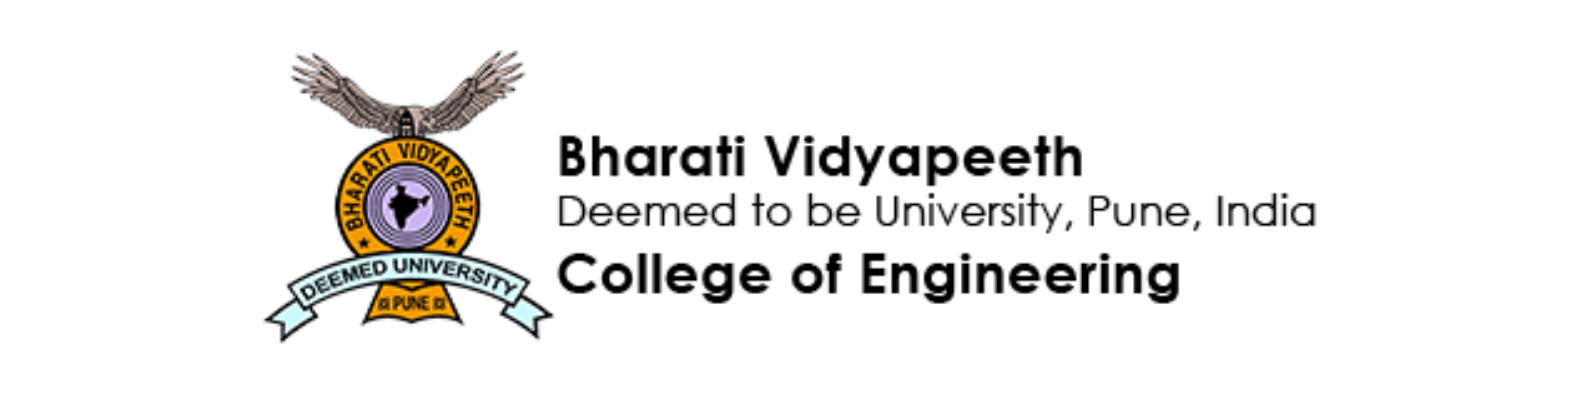 BHARATI VIDYAPEETH
DEEMED UNIVERSITY
PUNE
Bharati Vidyapeeth
Deemed to be University, Pune, India
College of Engineering